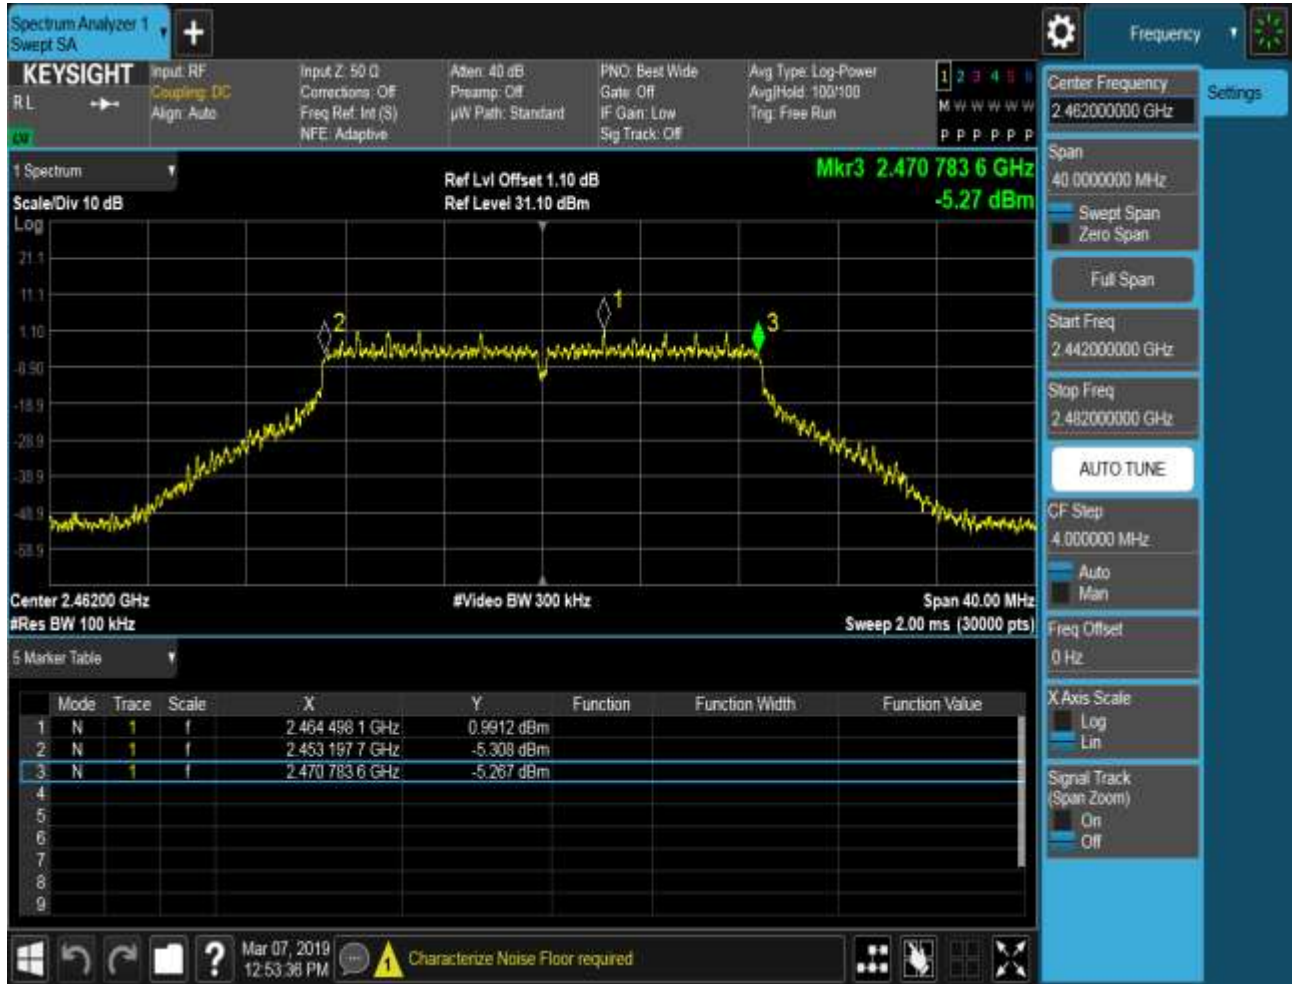 Spectrum Analyzer 1
Swept SA
+
Frequency
KEYSIGHT
R L
Input: RF
Coupling: DC
Align: Auto
Input Z: 50 Ω
Corrections: Off
Freq Ref: Int (S)
NFE: Adaptive
Atten: 40 dB
Preamp: Off
µW Path: Standard
PNO: Best Wide
Gate: Off
IF Gain: Low
Sig Track: Off
Avg Type: Log-Power
Avg|Hold: 100/100
Trig: Free Run
1 2 3 4 5 6
M W W W W W
P P P P P P
1 Spectrum
Scale/Div 10 dB
Ref Lvl Offset 1.10 dB
Ref Level 31.10 dBm
Mkr3 2.470 783 6 GHz
-5.27 dBm
Log
21.1
11.1
1.10
-8.90
-18.9
-28.9
-38.9
-48.9
-58.9
2
1
3
Center 2.46200 GHz
#Video BW 300 kHz
Span 40.00 MHz
#Res BW 100 kHz
Sweep 2.00 ms (30000 pts)
5 Marker Table
Mode Trace Scale X Y Function Function Width Function Value
1 N 1 f 2.464 498 1 GHz 0.9912 dBm
2 N 1 f 2.453 197 7 GHz -5.308 dBm
3 N 1 f 2.470 783 6 GHz -5.267 dBm
4
5
6
7
8
9
Mar 07, 2019
12:53:36 PM
?
1
Characterize Noise Floor required
Center Frequency
2.462000000 GHz
Settings
Span
40.0000000 MHz
Swept Span
Zero Span
Full Span
Start Freq
2.442000000 GHz
Stop Freq
2.482000000 GHz
AUTO TUNE
CF Step
4.000000 MHz
Auto
Man
Freq Offset
0 Hz
X Axis Scale
Log
Lin
Signal Track
(Span Zoom)
On
Off